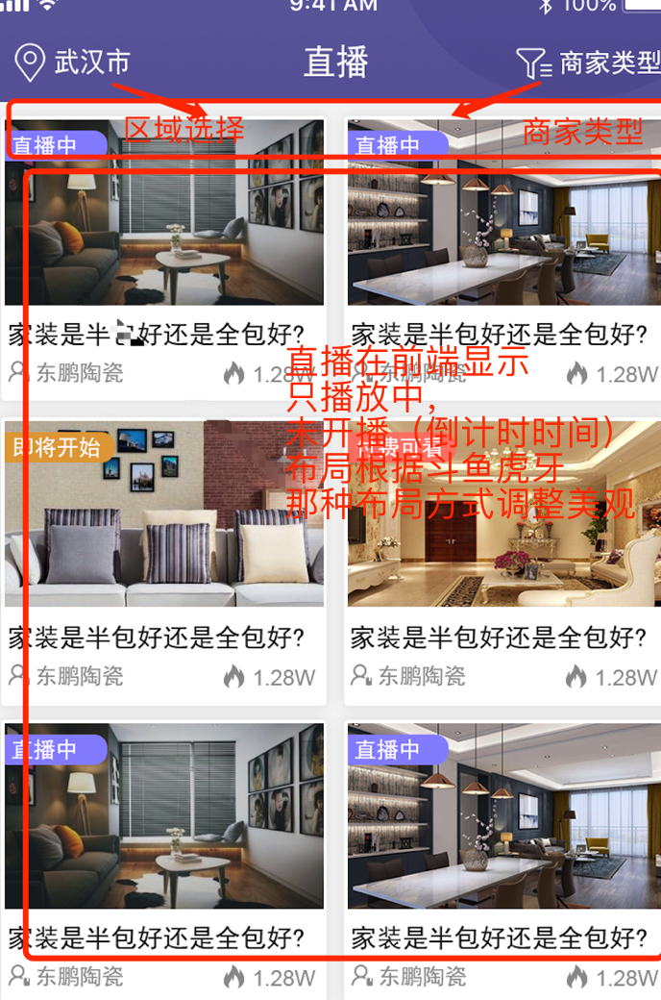 9:41 AM
100%
武汉市
直播
商家类型
区域选择
商家类型
直播中
直播中
家装是半包好还是全包好?
家装是半包好还是全包好?
东鹏陶瓷
1.28W
东鹏陶瓷
1.28W
直播在前端显示
只播放中,
未开播（倒计时时间）
布局根据斗鱼虎牙
那种布局方式调整美观
即将开始
付费可看
家装是半包好还是全包好?
家装是半包好还是全包好?
东鹏陶瓷
1.28W
东鹏陶瓷
1.28W
直播中
直播中
家装是半包好还是全包好?
家装是半包好还是全包好?
东鹏陶瓷
1.28W
东鹏陶瓷
1.28W